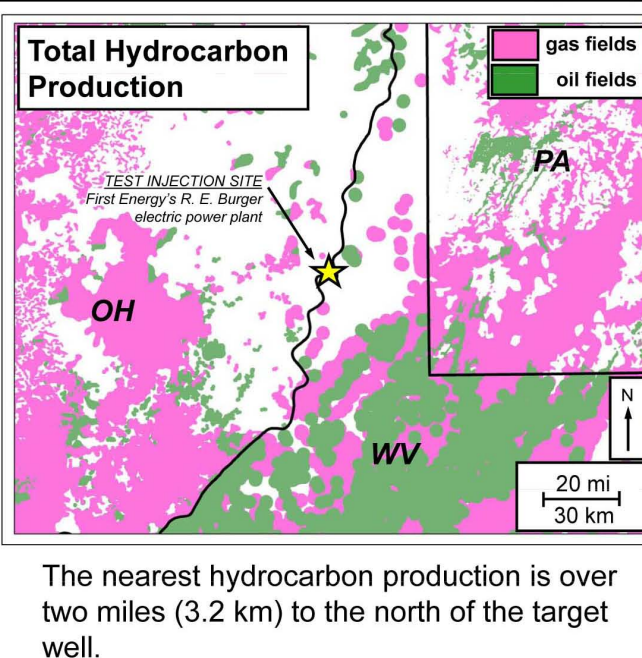 Total Hydrocarbon
Production
gas fields
oil fields
PA
TEST INJECTION SITE
First Energy's R. E. Burger
electric power plant
OH
WV
N
20 mi
30 km
The nearest hydrocarbon production is over
two miles (3.2 km) to the north of the target
well.